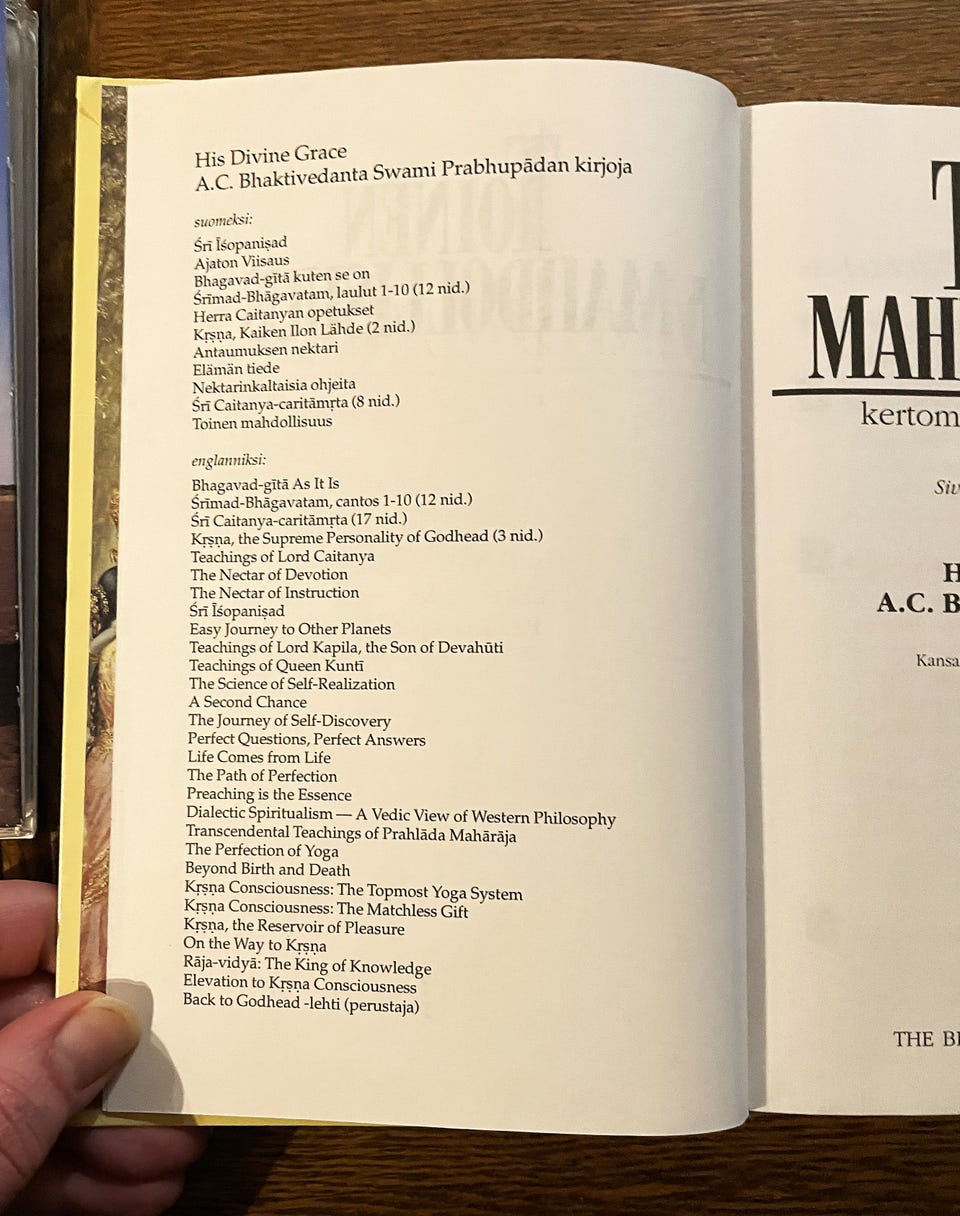 His Divine Grace
A.C. Bhaktivedanta Swami Prabhupādan kirjoja
suomeksi:
Śrī Īśopaniṣad
Ajaton Viisaus
Bhagavad-gītā kuten se on
Śrīmad-Bhāgavatam, laulut 1-10 (12 nid.)
Herra Caitanyan opetukset
Kṛṣṇa, Kaiken Ilon Lähde (2 nid.)
Antaumuksen nektari
Elämän tiede
Nektarinkaltaisia ohjeita
Śrī Caitanya-caritāmṛta (8 nid.)
Toinen mahdollisuus
englanniksi:
Bhagavad-gītā As It Is
Śrīmad-Bhāgavatam, cantos 1-10 (12 nid.)
Śrī Caitanya-caritāmṛta (17 nid.)
Kṛṣṇa, the Supreme Personality of Godhead (3 nid.)
Teachings of Lord Caitanya
The Nectar of Devotion
The Nectar of Instruction
Śrī Īśopaniṣad
Easy Journey to Other Planets
Teachings of Lord Kapila, the Son of Devahūti
Teachings of Queen Kuntī
The Science of Self-Realization
A Second Chance
The Journey of Self-Discovery
Perfect Questions, Perfect Answers
Life Comes from Life
The Path of Perfection
Preaching is the Essence
Dialectic Spiritualism — A Vedic View of Western Philosophy
Transcendental Teachings of Prahlāda Mahārāja
The Perfection of Yoga
Beyond Birth and Death
Kṛṣṇa Consciousness: The Topmost Yoga System
Kṛṣṇa Consciousness: The Matchless Gift
Kṛṣṇa, the Reservoir of Pleasure
On the Way to Kṛṣṇa
Rāja-vidyā: The King of Knowledge
Elevation to Kṛṣṇa Consciousness
Back to Godhead -lehti (perustaja)
T
MAH
kertom
Siv
H
A.C. B
Kansa
THE B